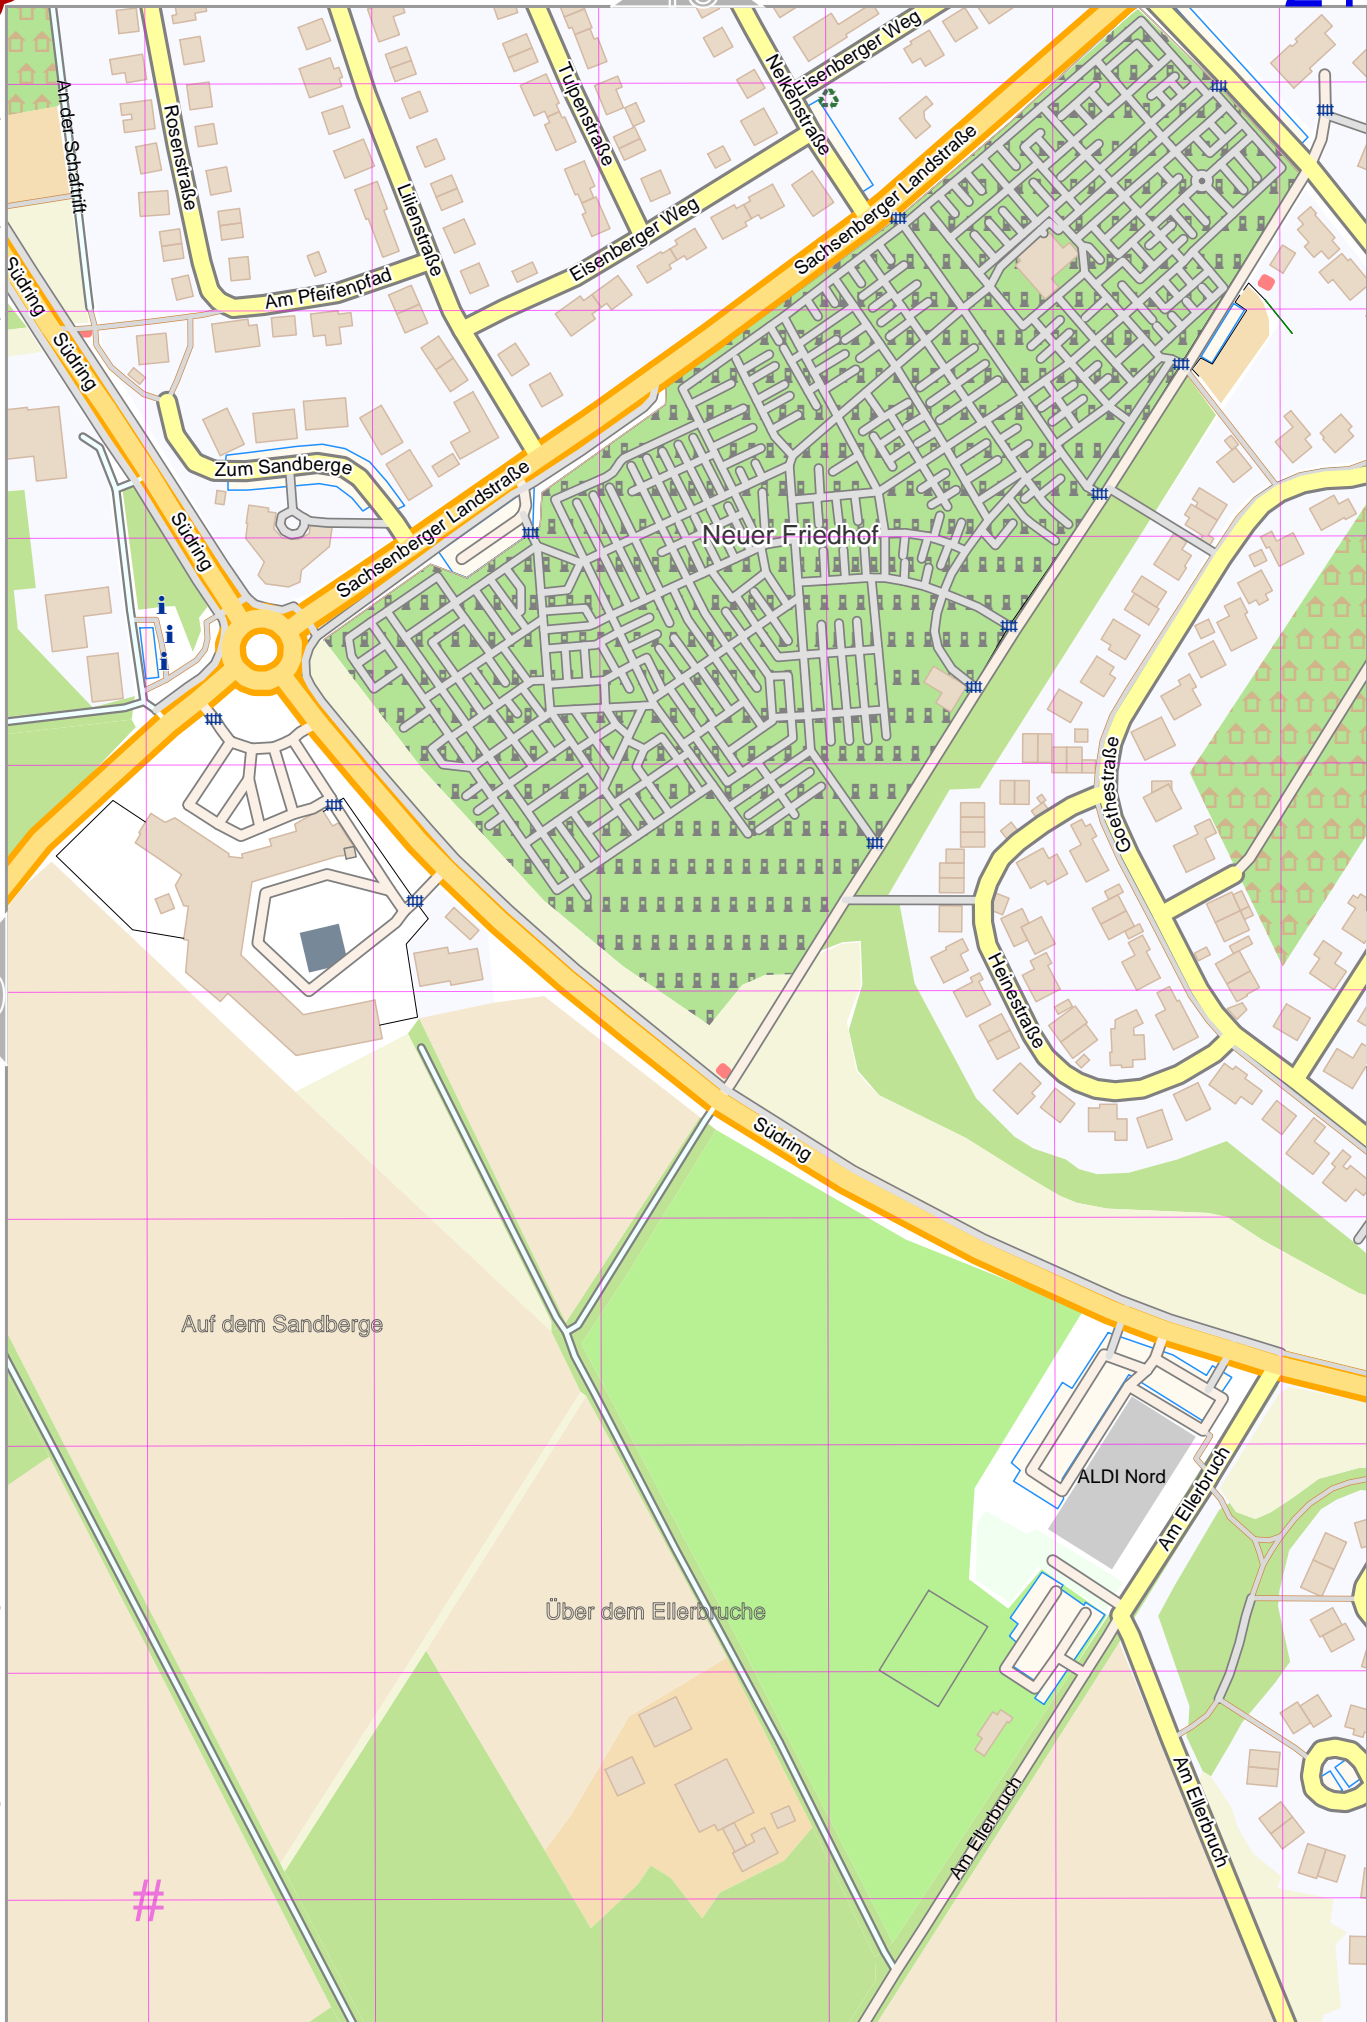 Eisenberger Weg
Nelkenstraße
Tulpenstraße
An der Schaftrift
Rosenstraße
Lilienstraße
Sachsenberger Landstraße
Eisenberger Weg
Am Pfeifenpfad
Südring
Südring
Zum Sandberge
Südring
Sachsenberger Landstraße
Neuer Friedhof
i
i
i
Goethestraße
Heinestraße
Südring
Auf dem Sandberge
ALDI Nord
Am Ellerbruch
Über dem Ellerbruche
Am Ellerbruch
Am Ellerbruch
#